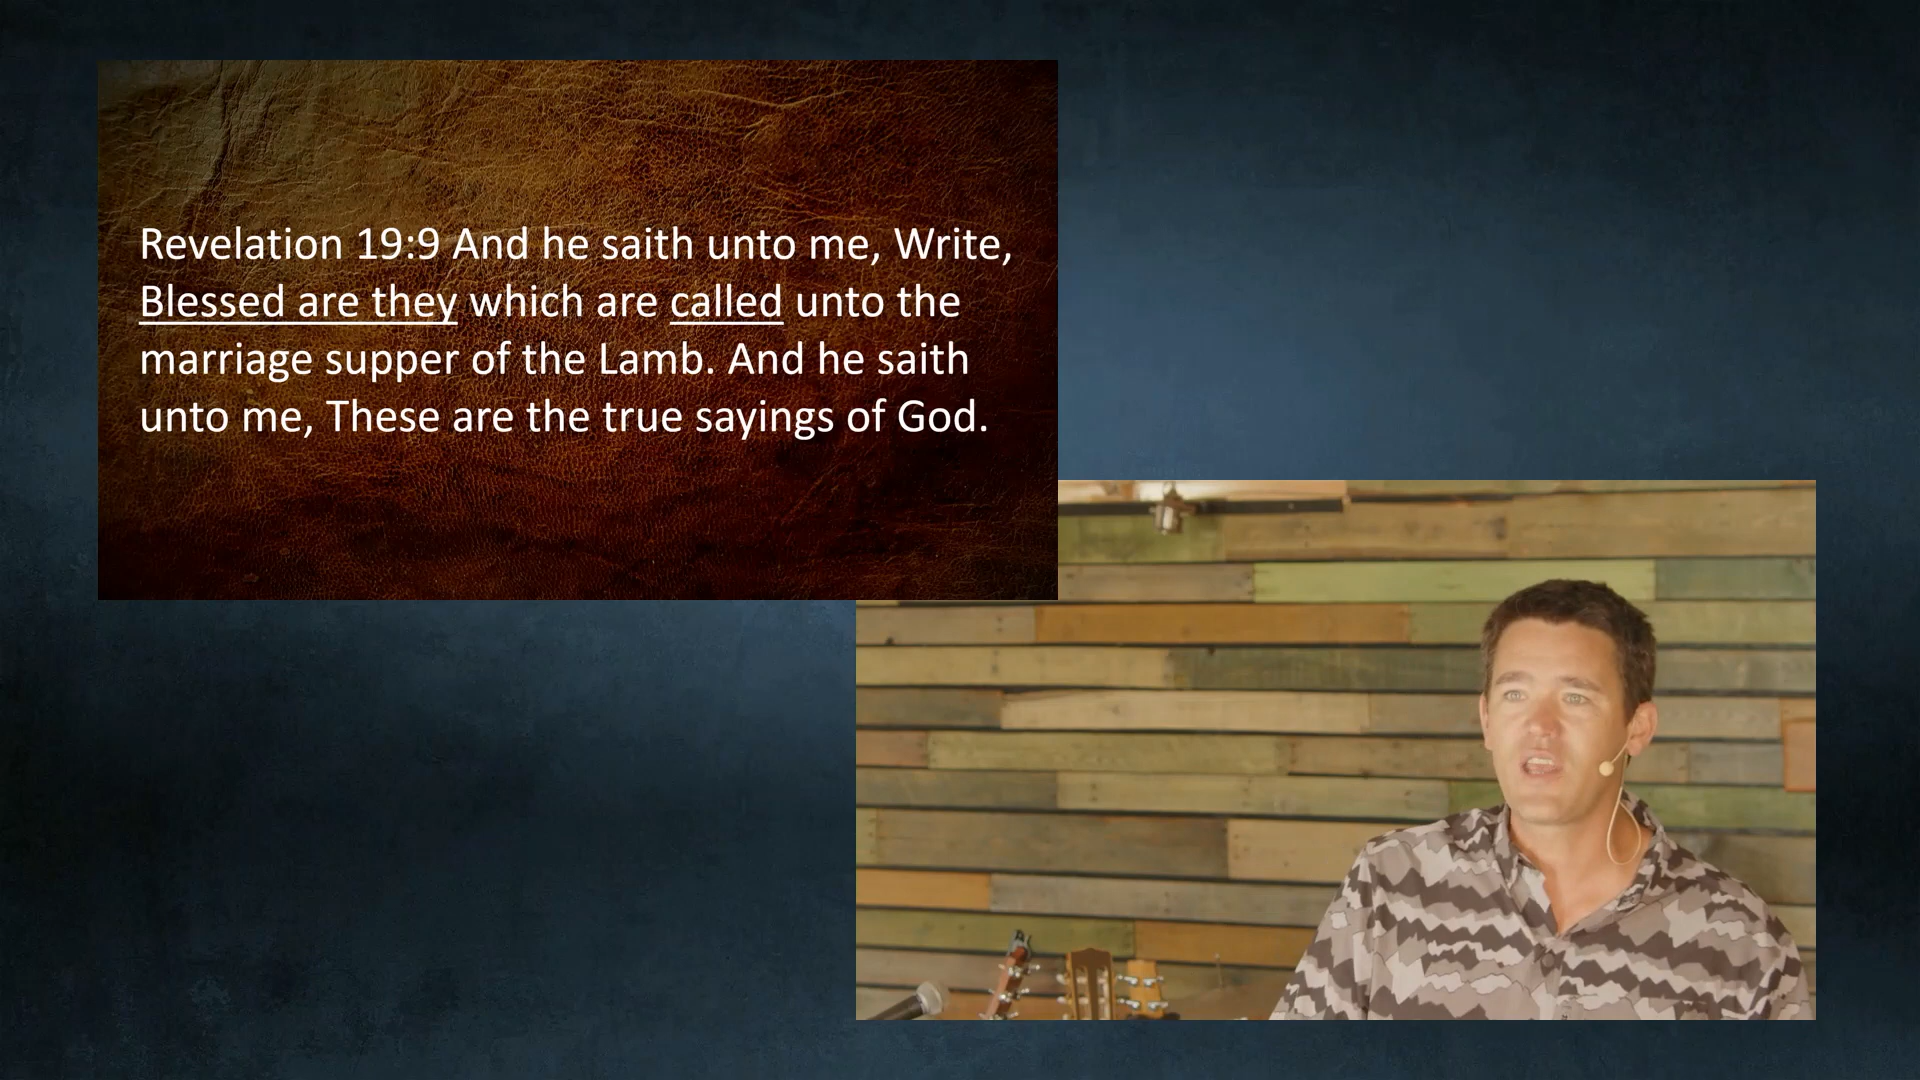 Revelation 19:9 And he saith unto me, Write,
Blessed are they which are called unto the
marriage supper of the Lamb. And he saith
unto me, These are the true sayings of God.